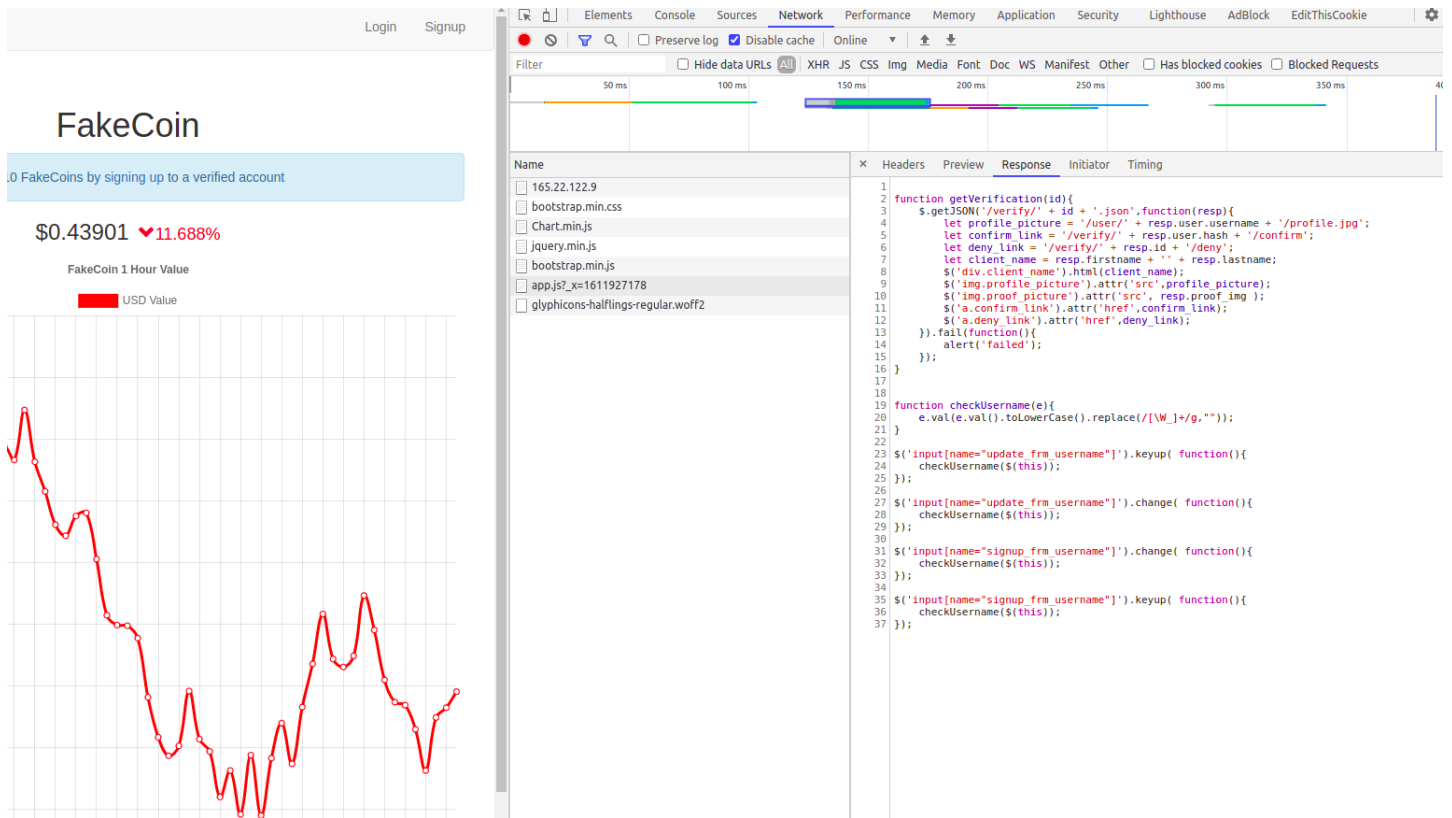 Login Signup
FakeCoin
.0 FakeCoins by signing up to a verified account
$0.43901 11.688%
FakeCoin 1 Hour Value
USD Value
Elements Console Sources Network Performance Memory Application Security Lighthouse AdBlock EditThisCookie
Preserve log Disable cache Online
Filter Hide data URLs All XHR JS CSS Img Media Font Doc WS Manifest Other Has blocked cookies Blocked Requests
50 ms 100 ms 150 ms 200 ms 250 ms 300 ms 350 ms 40
Name
165.22.122.9
bootstrap.min.css
Chart.min.js
jquery.min.js
bootstrap.min.js
app.js?_x=1611927178
glyphicons-halflings-regular.woff2
× Headers Preview Response Initiator Timing
1
2 function getVerification(id){
3 $.getJSON('/verify/' + id + '.json',function(resp){
4 let profile_picture = '/user/' + resp.user.username + '/profile.jpg';
5 let confirm_link = '/verify/' + resp.user.hash + '/confirm';
6 let deny_link = '/verify/' + resp.id + '/deny';
7 let client_name = resp.firstname + '' + resp.lastname;
8 $('div.client_name').html(client_name);
9 $('img.profile_picture').attr('src',profile_picture);
10 $('img.proof_picture').attr('src', resp.proof_img );
11 $('a.confirm_link').attr('href',confirm_link);
12 $('a.deny_link').attr('href',deny_link);
13 }).fail(function(){
14 alert('failed');
15 });
16 }
17
18
19 function checkUsername(e){
20 e.val(e.val().toLowerCase().replace(/[\W_]+/g,""));
21 }
22
23 $('input[name="update_frm_username"]').keyup( function(){
24 checkUsername($(this));
25 });
26
27 $('input[name="update_frm_username"]').change( function(){
28 checkUsername($(this));
29 });
30
31 $('input[name="signup_frm_username"]').change( function(){
32 checkUsername($(this));
33 });
34
35 $('input[name="signup_frm_username"]').keyup( function(){
36 checkUsername($(this));
37 });